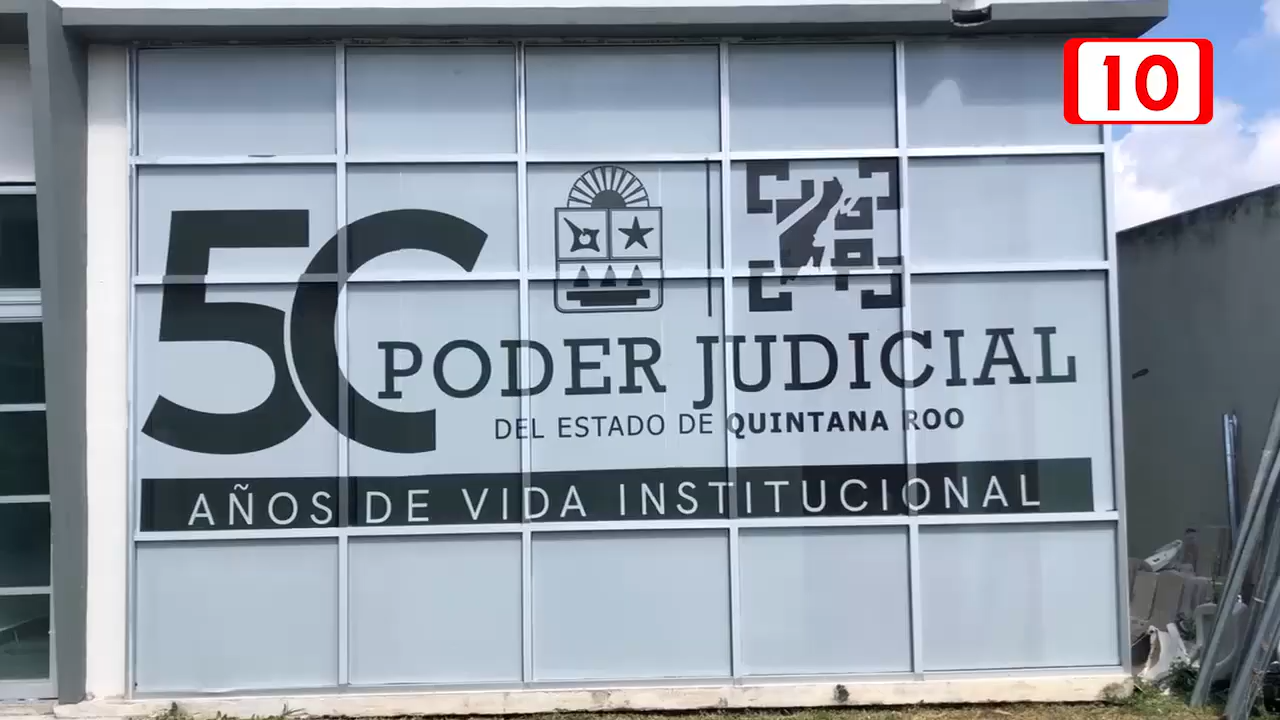 10
50
PODER JUDICIAL
DEL ESTADO DE QUINTANA ROO
AÑOS DE VIDA INSTITUCIONAL